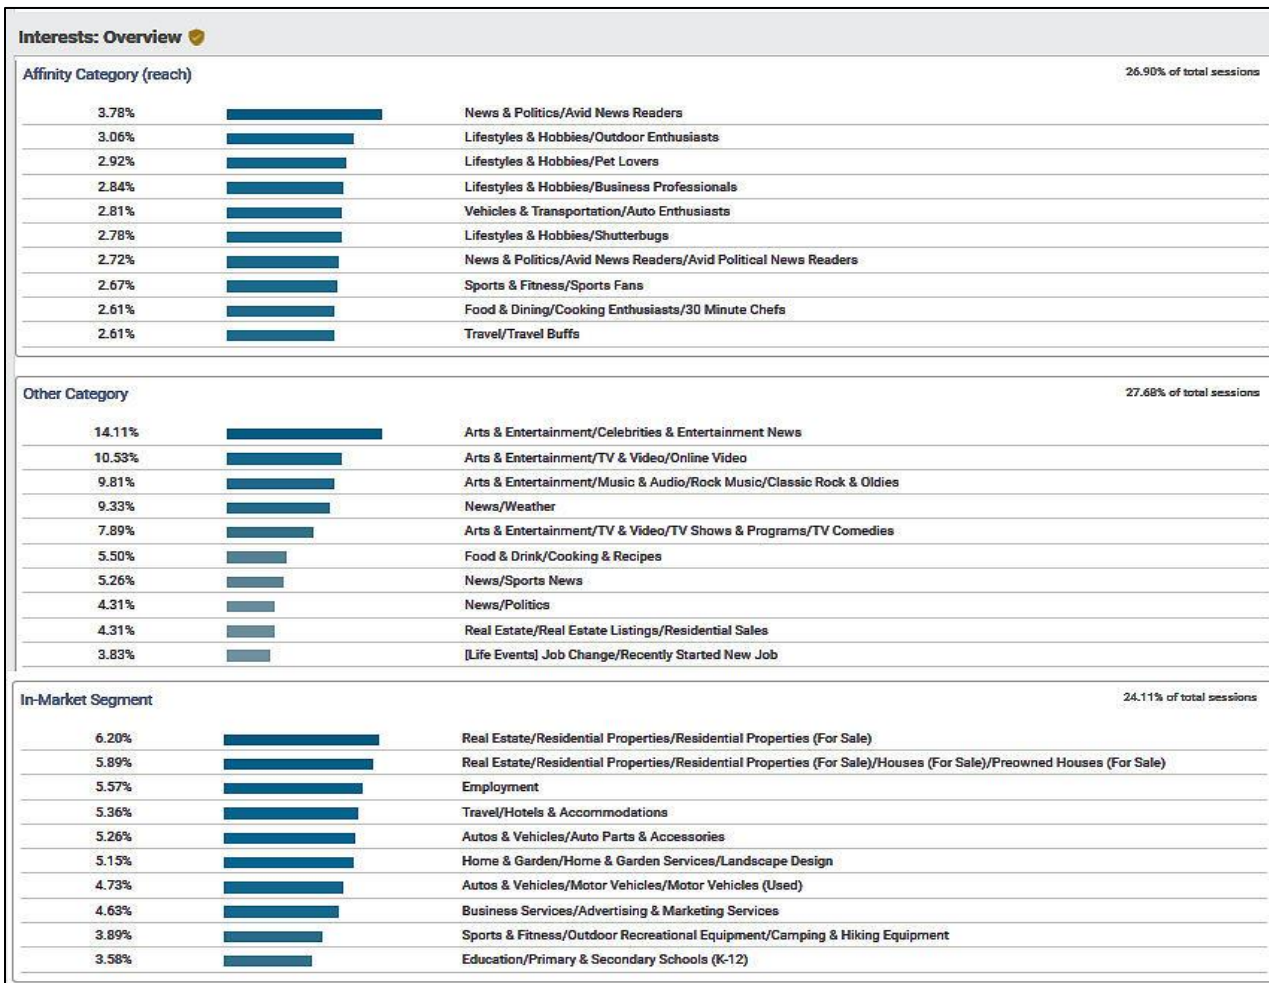 Interests: Overview
Affinity Category (reach) 26.90% of total sessions
3.78% News & Politics/Avid News Readers
3.06% Lifestyles & Hobbies/Outdoor Enthusiasts
2.92% Lifestyles & Hobbies/Pet Lovers
2.84% Lifestyles & Hobbies/Business Professionals
2.81% Vehicles & Transportation/Auto Enthusiasts
2.78% Lifestyles & Hobbies/Shutterbugs
2.72% News & Politics/Avid News Readers/Avid Political News Readers
2.67% Sports & Fitness/Sports Fans
2.61% Food & Dining/Cooking Enthusiasts/30 Minute Chefs
2.61% Travel/Travel Buffs
Other Category 27.68% of total sessions
14.11% Arts & Entertainment/Celebrities & Entertainment News
10.53% Arts & Entertainment/TV & Video/Online Video
9.81% Arts & Entertainment/Music & Audio/Rock Music/Classic Rock & Oldies
9.33% News/Weather
7.89% Arts & Entertainment/TV & Video/TV Shows & Programs/TV Comedies
5.50% Food & Drink/Cooking & Recipes
5.26% News/Sports News
4.31% News/Politics
4.31% Real Estate/Real Estate Listings/Residential Sales
3.83% [Life Events] Job Change/Recently Started New Job
In-Market Segment 24.11% of total sessions
6.20% Real Estate/Residential Properties/Residential Properties (For Sale)
5.89% Real Estate/Residential Properties/Residential Properties (For Sale)/Houses (For Sale)/Preowned Houses (For Sale)
5.57% Employment
5.36% Travel/Hotels & Accommodations
5.26% Autos & Vehicles/Auto Parts & Accessories
5.15% Home & Garden/Home & Garden Services/Landscape Design
4.73% Autos & Vehicles/Motor Vehicles/Motor Vehicles (Used)
4.63% Business Services/Advertising & Marketing Services
3.89% Sports & Fitness/Outdoor Recreational Equipment/Camping & Hiking Equipment
3.58% Education/Primary & Secondary Schools (K-12)